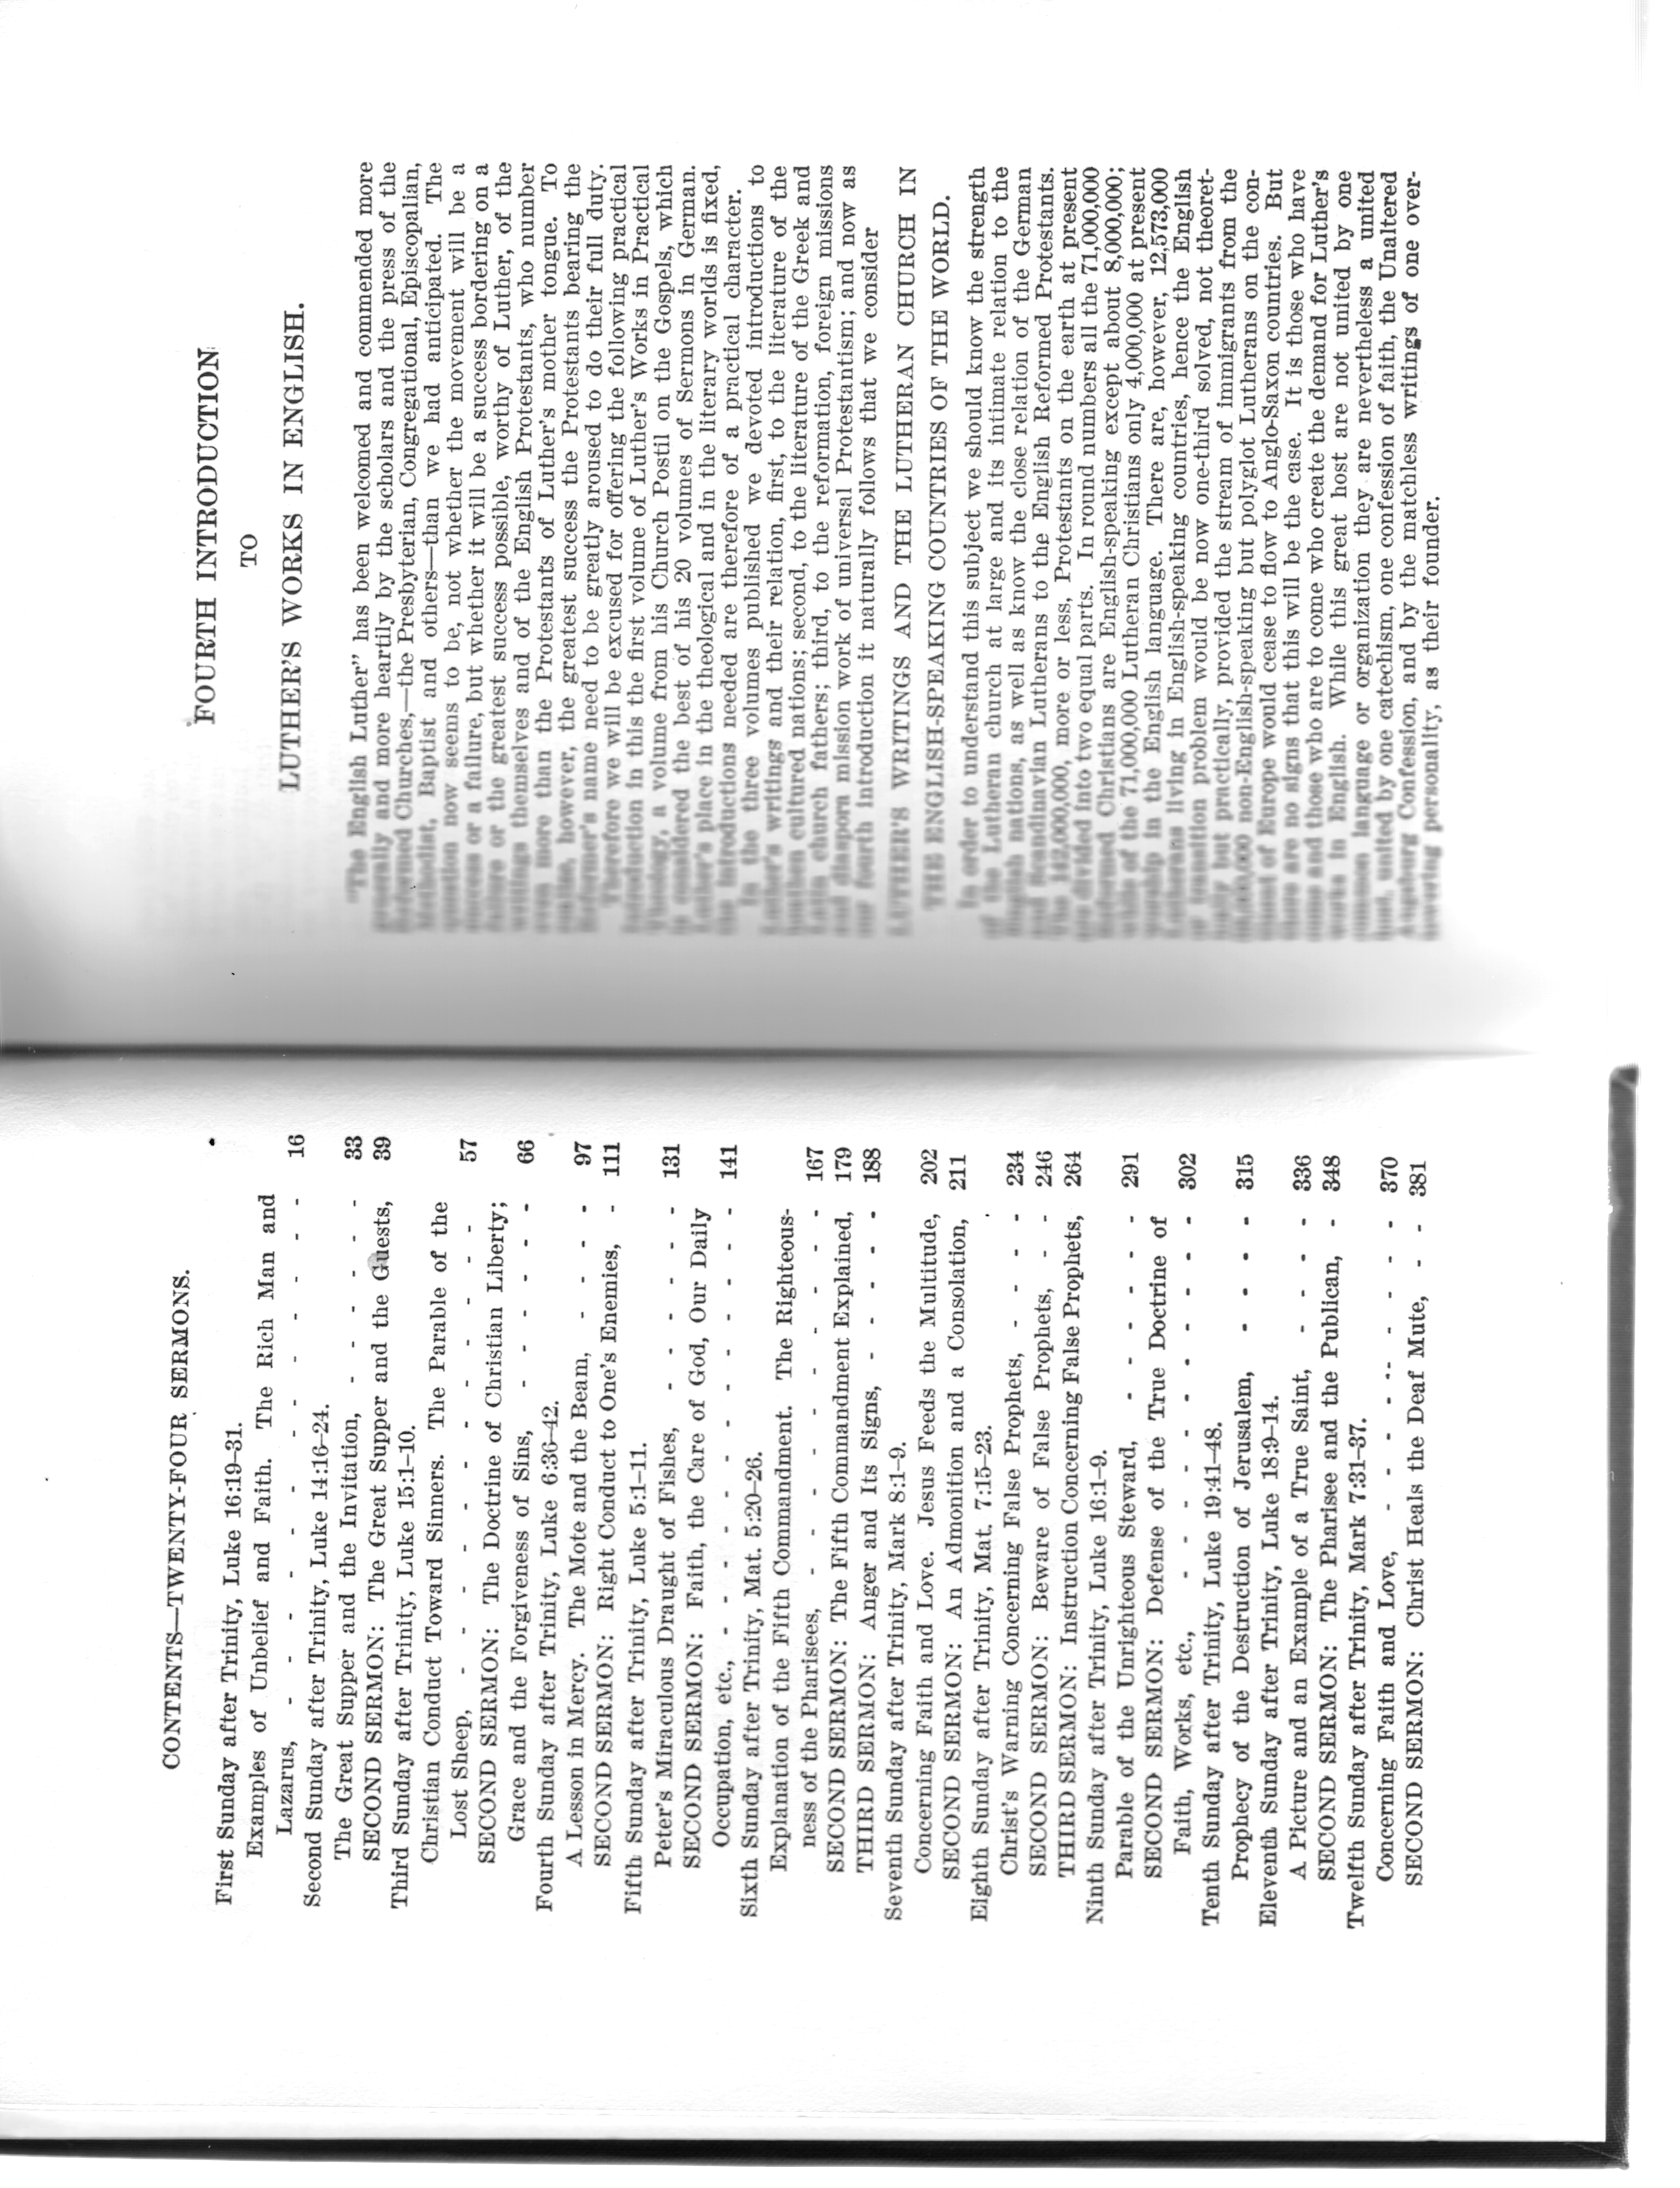 CONTENTS—TWENTY-FOUR SERMONS.
First Sunday after Trinity, Luke 16:19–31.
Examples of Unbelief and Faith. The Rich Man and
Lazarus, - - - - - - - - - - 16
Second Sunday after Trinity, Luke 14:16–24.
The Great Supper and the Invitation, - - - - - 33
SECOND SERMON: The Great Supper and the Guests, 39
Third Sunday after Trinity, Luke 15:1–10.
Christian Conduct Toward Sinners. The Parable of the
Lost Sheep, - - - - - - - - - 57
SECOND SERMON: The Doctrine of Christian Liberty;
Grace and the Forgiveness of Sins, - - - - - 66
Fourth Sunday after Trinity, Luke 6:36–42.
A Lesson in Mercy. The Mote and the Beam, - - - - 97
SECOND SERMON: Right Conduct to One's Enemies, - 111
Fifth Sunday after Trinity, Luke 5:1–11.
Peter's Miraculous Draught of Fishes, - - - - - 131
SECOND SERMON: Faith, the Care of God, Our Daily
Occupation, etc., - - - - - - - - 141
Sixth Sunday after Trinity, Mat. 5:20–26.
Explanation of the Fifth Commandment. The Righteous-
ness of the Pharisees, - - - - - - - 167
SECOND SERMON: The Fifth Commandment Explained, 179
THIRD SERMON: Anger and Its Signs, - - - - - 188
Seventh Sunday after Trinity, Mark 8:1–9.
Concerning Faith and Love. Jesus Feeds the Multitude, 202
SECOND SERMON: An Admonition and a Consolation, 211
Eighth Sunday after Trinity, Mat. 7:15–23.
Christ's Warning Concerning False Prophets, - - - - 234
SECOND SERMON: Beware of False Prophets, - - 246
THIRD SERMON: Instruction Concerning False Prophets, 264
Ninth Sunday after Trinity, Luke 16:1–9.
Parable of the Unrighteous Steward, - - - - - 291
SECOND SERMON: Defense of the True Doctrine of
Faith, Works, etc., - - - - - - - - 302
Tenth Sunday after Trinity, Luke 19:41–48.
Prophecy of the Destruction of Jerusalem, - - - - 315
Eleventh Sunday after Trinity, Luke 18:9–14.
A Picture and an Example of a True Saint, - - - - 336
SECOND SERMON: The Pharisee and the Publican, - 348
Twelfth Sunday after Trinity, Mark 7:31–37.
Concerning Faith and Love, - - - - - - - 370
SECOND SERMON: Christ Heals the Deaf Mute, - - 381
FOURTH INTRODUCTION
TO
LUTHER'S WORKS IN ENGLISH.
"The English Luther" has been welcomed and commended more
generally and more heartily by the scholars and the press of the
Reformed Churches,—the Presbyterian, Congregational, Episcopalian,
Methodist, Baptist and others—than we had anticipated. The
question now seems to be, not whether the movement will be a
success or a failure, but whether it will be a success bordering on a
failure or the greatest success possible, worthy of Luther, of the
writings themselves and of the English Protestants, who number
even more than the Protestants of Luther's mother tongue. To
realize, however, the greatest success the Protestants bearing the
Reformer's name need to be greatly aroused to do their full duty.
Therefore we will be excused for offering the following practical
introduction in this the first volume of Luther's Works in Practical
Theology, a volume from his Church Postil on the Gospels, which
is considered the best of his 20 volumes of Sermons in German.
Luther's place in the theological and in the literary worlds is fixed,
the introductions needed are therefore of a practical character.
In the three volumes published we devoted introductions to
Luther's writings and their relation, first, to the literature of the
heathen cultured nations; second, to the literature of the Greek and
Latin church fathers; third, to the reformation, foreign missions
and diaspora mission work of universal Protestantism; and now as
our fourth introduction it naturally follows that we consider
LUTHER'S WRITINGS AND THE LUTHERAN CHURCH IN
THE ENGLISH-SPEAKING COUNTRIES OF THE WORLD.
In order to understand this subject we should know the strength
of the Lutheran church at large and its intimate relation to the
English nations, as well as know the close relation of the German
and Scandinavian Lutherans to the English Reformed Protestants.
The 142,000,000, more or less, Protestants on the earth at present
are divided into two equal parts. In round numbers all the 71,000,000
Reformed Christians are English-speaking except about 8,000,000;
while of the 71,000,000 Lutheran Christians only 4,000,000 at present
worship in the English language. There are, however, 12,573,000
Lutherans living in English-speaking countries, hence the English
or transition problem would be now one-third solved, not theoret-
ically but practically, provided the stream of immigrants from the
non-English-speaking but polyglot Lutherans on the con-
tinent of Europe would cease to flow to Anglo-Saxon countries. But
there are no signs that this will be the case. It is those who have
come and those who are to come who create the demand for Luther's
works in English. While this great host are not united by one
common language or organization they are nevertheless a united
host, united by one catechism, one confession of faith, the Unaltered
Augsburg Confession, and by the matchless writings of one over-
towering personality, as their founder.